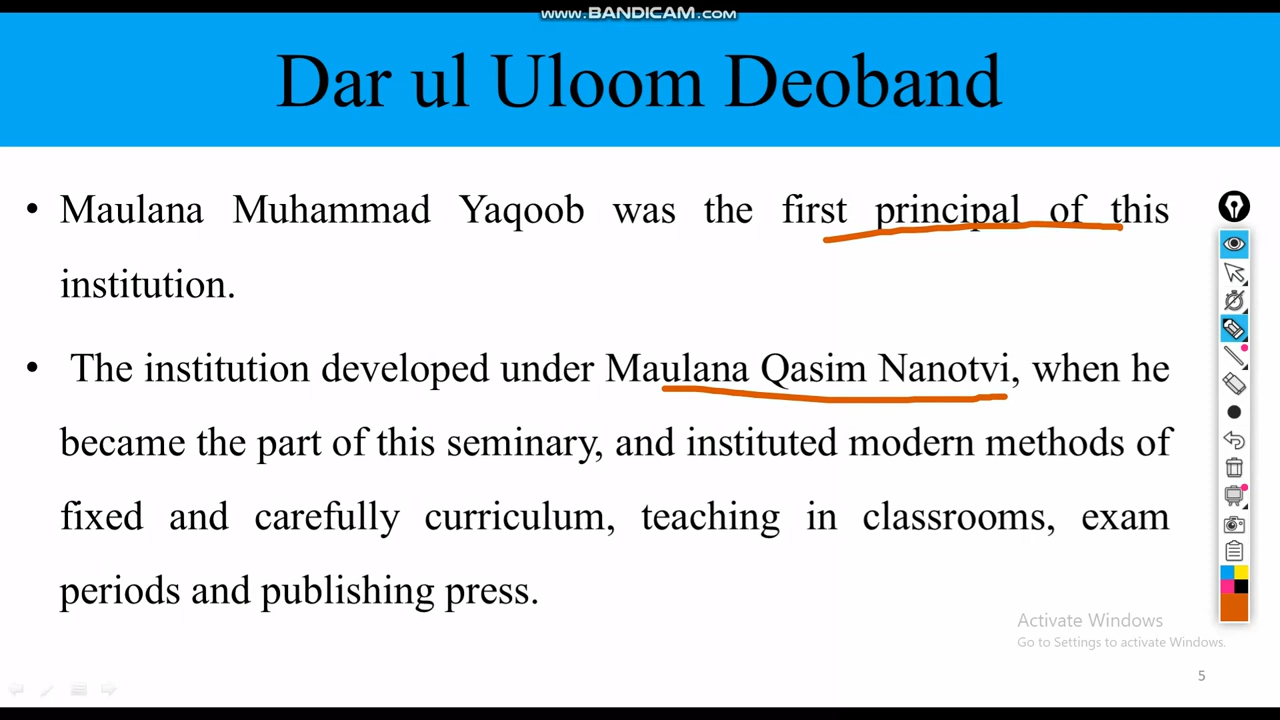 www.BANDICAM.com
Dar ul Uloom Deoband
• Maulana Muhammad Yaqoob was the first principal of this
institution.
• The institution developed under Maulana Qasim Nanotvi, when he
became the part of this seminary, and instituted modern methods of
fixed and carefully curriculum, teaching in classrooms, exam
periods and publishing press.
Activate Windows
Go to Settings to activate Windows.
5